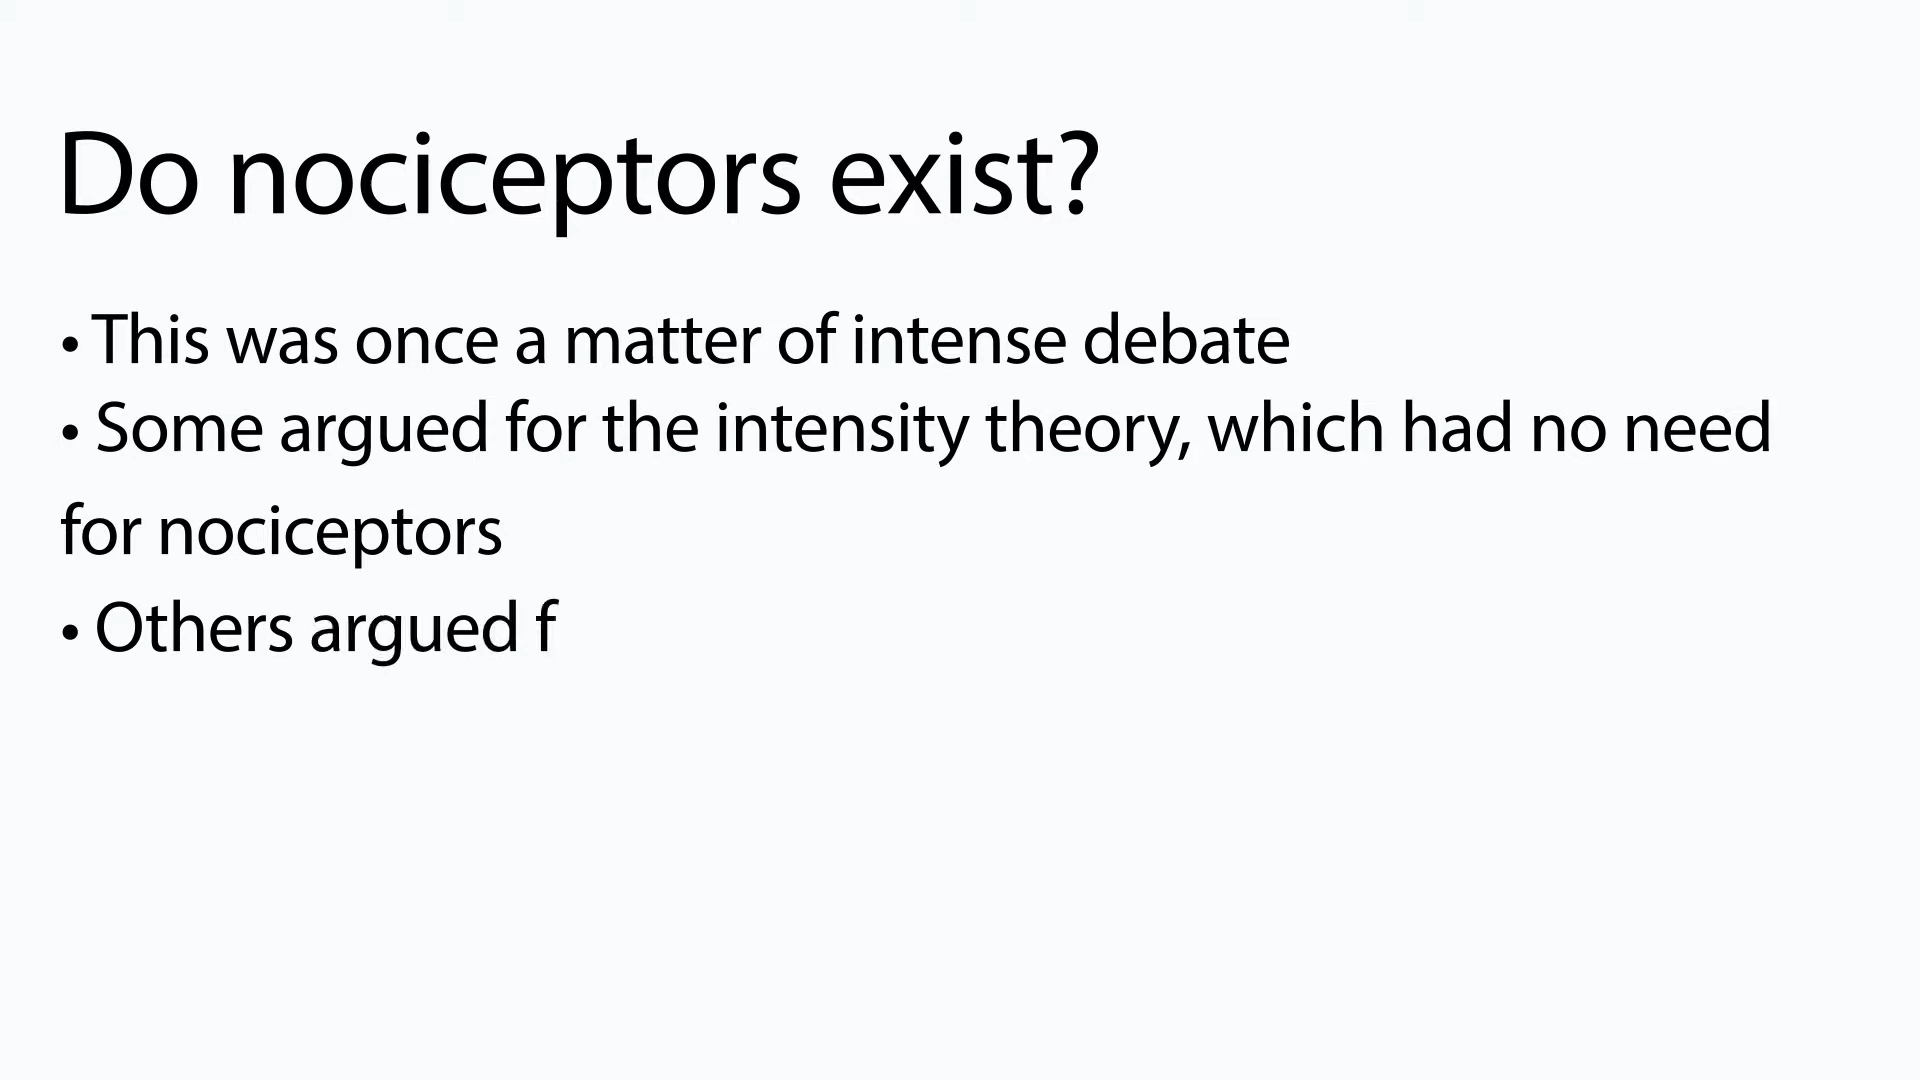 Do nociceptors exist?
• This was once a matter of intense debate
• Some argued for the intensity theory, which had no need
for nociceptors
• Others argued f